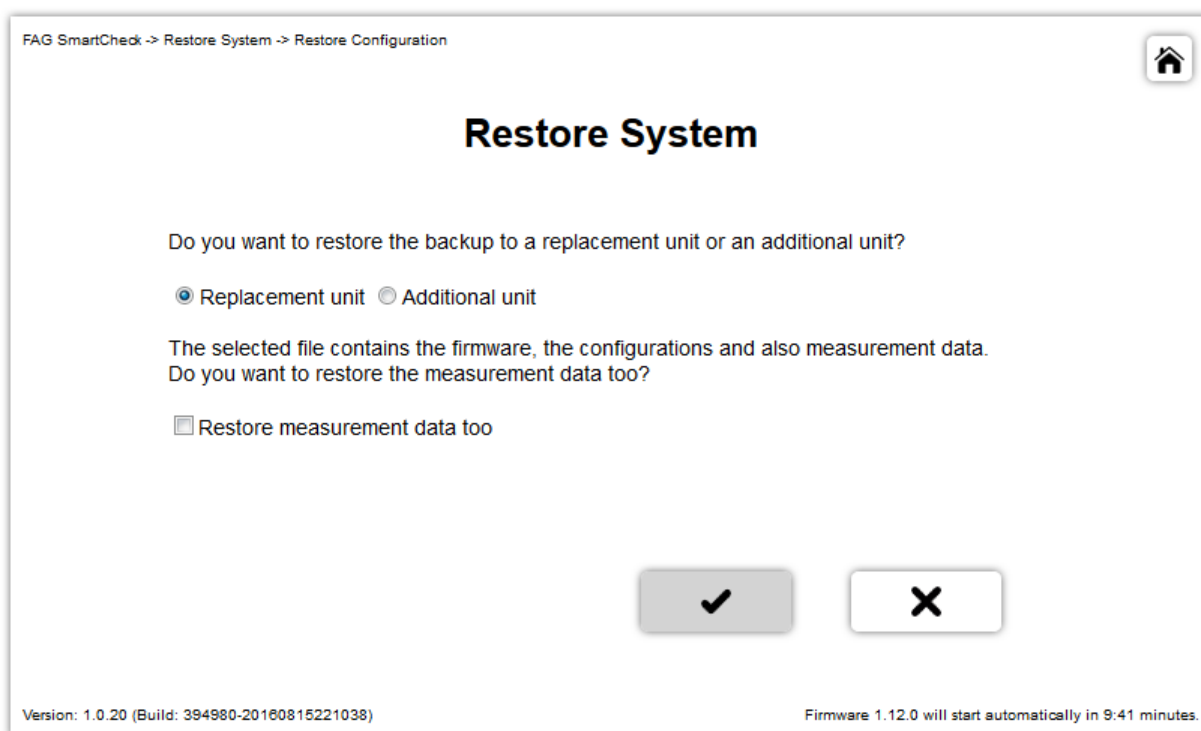 FAG SmartCheck -> Restore System -> Restore Configuration
Restore System
Do you want to restore the backup to a replacement unit or an additional unit?
Replacement unit Additional unit
The selected file contains the firmware, the configurations and also measurement data.
Do you want to restore the measurement data too?
Restore measurement data too
Version: 1.0.20 (Build: 394980-20160815221038)
Firmware 1.12.0 will start automatically in 9:41 minutes.